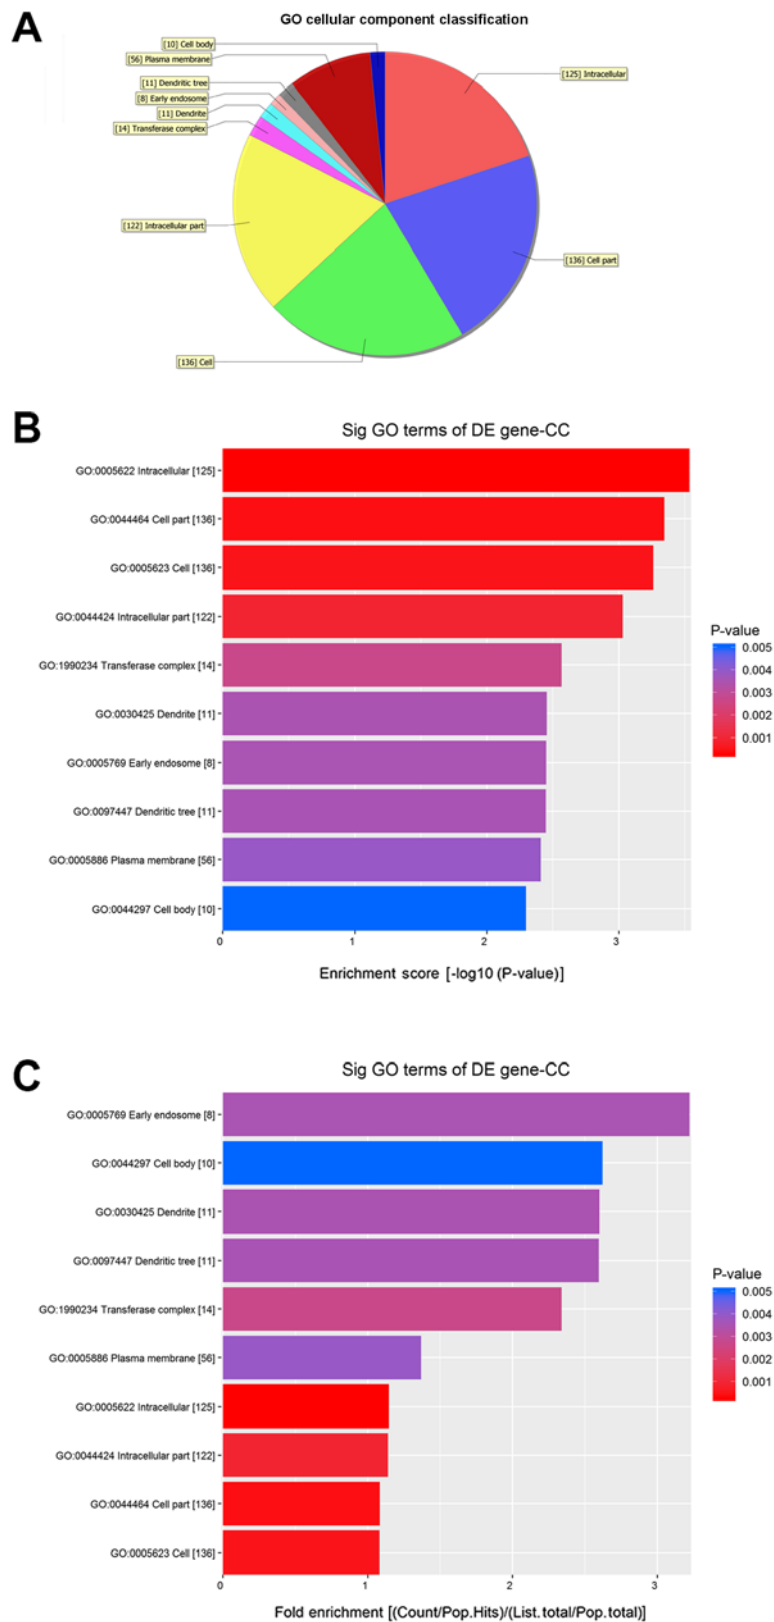 A
GO cellular component classification
[10] Cell body
[56] Plasma membrane
[125] Intracellular
[11] Dendritic tree
[8] Early endosome
[11] Dendrite
[14] Transferase complex
[122] Intracellular part
[136] Cell part
[136] Cell
B
Sig GO terms of DE gene-CC
GO:0005622 Intracellular [125]
GO:0044464 Cell part [136]
GO:0005623 Cell [136]
GO:0044424 Intracellular part [122]
GO:1990234 Transferase complex [14]
GO:0030425 Dendrite [11]
GO:0005769 Early endosome [8]
GO:0097447 Dendritic tree [11]
GO:0005886 Plasma membrane [56]
GO:0044297 Cell body [10]
P-value
0.005
0.004
0.003
0.002
0.001
0 1 2 3
Enrichment score [-log10 (P-value)]
C
Sig GO terms of DE gene-CC
GO:0005769 Early endosome [8]
GO:0044297 Cell body [10]
GO:0030425 Dendrite [11]
GO:0097447 Dendritic tree [11]
GO:1990234 Transferase complex [14]
GO:0005886 Plasma membrane [56]
GO:0005622 Intracellular [125]
GO:0044424 Intracellular part [122]
GO:0044464 Cell part [136]
GO:0005623 Cell [136]
P-value
0.005
0.004
0.003
0.002
0.001
0 1 2 3
Fold enrichment [(Count/Pop.Hits)/(List.total/Pop.total)]